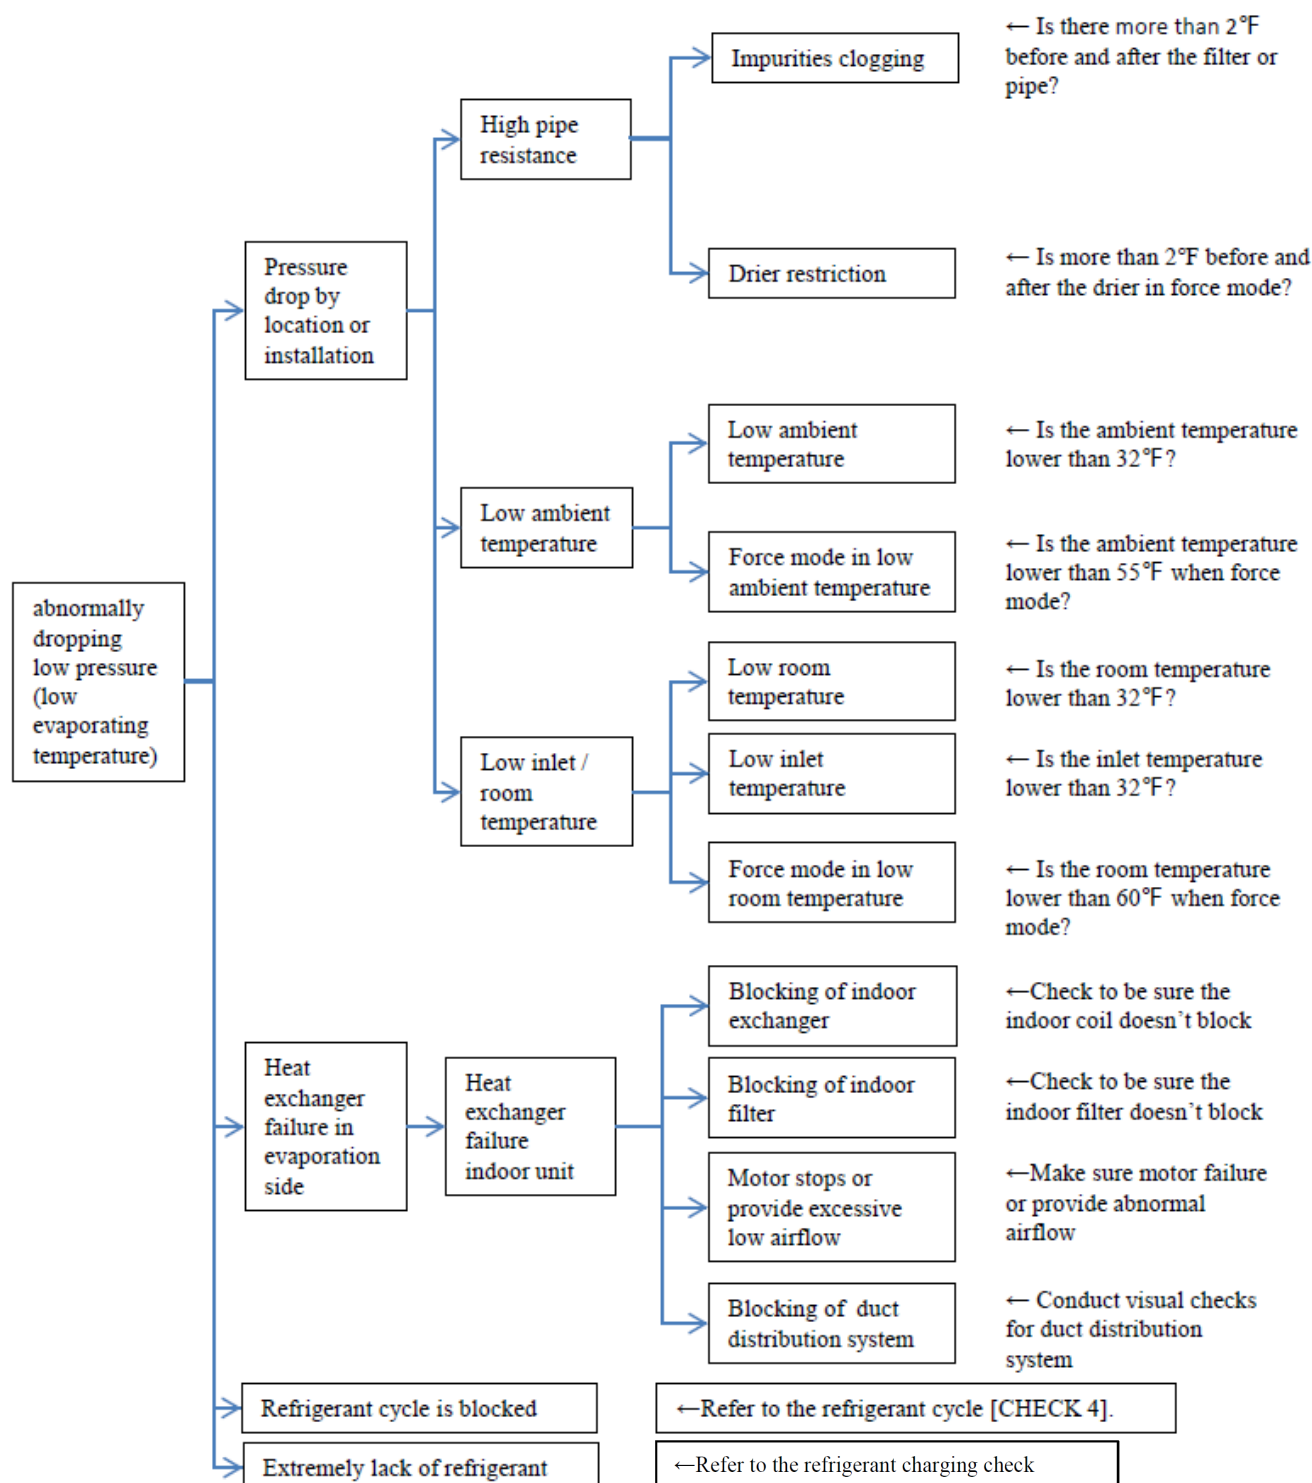 Impurities clogging
← Is there more than 2℉
before and after the filter or
pipe?
High pipe
resistance
Drier restriction
← Is more than 2℉ before and
after the drier in force mode?
Pressure
drop by
location or
installation
Low ambient
temperature
← Is the ambient temperature
lower than 32℉?
Low ambient
temperature
Force mode in low
ambient temperature
← Is the ambient temperature
lower than 55℉ when force
mode?
abnormally
dropping
low pressure
(low
evaporating
temperature)
Low room
temperature
← Is the room temperature
lower than 32℉?
Low inlet /
room
temperature
Low inlet
temperature
← Is the inlet temperature
lower than 32℉?
Force mode in low
room temperature
← Is the room temperature
lower than 60℉ when force
mode?
Blocking of indoor
exchanger
←Check to be sure the
indoor coil doesn’t block
Heat
exchanger
failure in
evaporation
side
Heat
exchanger
failure
indoor unit
Blocking of indoor
filter
←Check to be sure the
indoor filter doesn’t block
Motor stops or
provide excessive
low airflow
←Make sure motor failure
or provide abnormal
airflow
Blocking of duct
distribution system
← Conduct visual checks
for duct distribution
system
Refrigerant cycle is blocked
←Refer to the refrigerant cycle [CHECK 4].
Extremely lack of refrigerant
←Refer to the refrigerant charging check